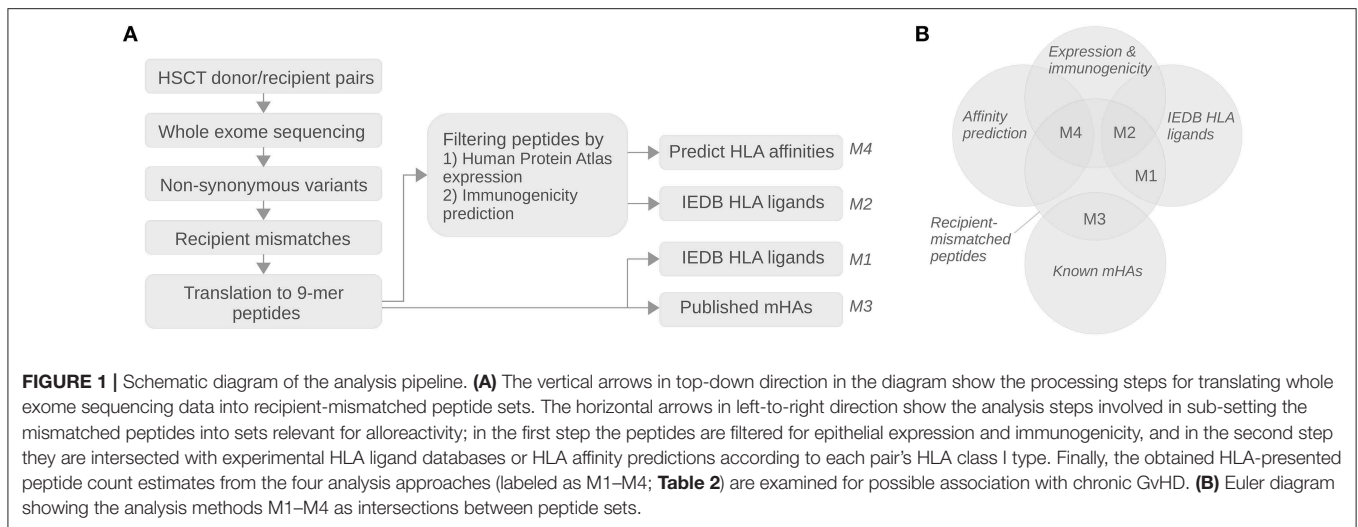 A
HSCT donor/recipient pairs
Whole exome sequencing
Non-synonymous variants
Recipient mismatches
Translation to 9-mer
peptides
Filtering peptides by
1) Human Protein Atlas
expression
2) Immunogenicity
prediction
Predict HLA affinities M4
IEDB HLA ligands M2
IEDB HLA ligands M1
Published mHAs M3
B
Expression &
immunogenicity
Affinity
prediction
IEDB HLA
ligands
M4 M2
M1
M3
Recipient-
mismatched
peptides
Known mHAs
FIGURE 1 | Schematic diagram of the analysis pipeline. (A) The vertical arrows in top-down direction in the diagram show the processing steps for translating whole
exome sequencing data into recipient-mismatched peptide sets. The horizontal arrows in left-to-right direction show the analysis steps involved in sub-setting the
mismatched peptides into sets relevant for alloreactivity; in the first step the peptides are filtered for epithelial expression and immunogenicity, and in the second step
they are intersected with experimental HLA ligand databases or HLA affinity predictions according to each pair's HLA class I type. Finally, the obtained HLA-presented
peptide count estimates from the four analysis approaches (labeled as M1–M4; Table 2) are examined for possible association with chronic GvHD. (B) Euler diagram
showing the analysis methods M1–M4 as intersections between peptide sets.